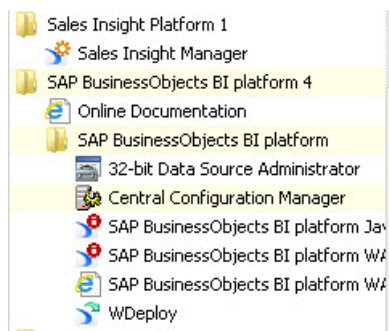 Sales Insight Platform 1
Sales Insight Manager
SAP BusinessObjects BI platform 4
Online Documentation
SAP BusinessObjects BI platform
32-bit Data Source Administrator
Central Configuration Manager
SAP BusinessObjects BI platform Jav
SAP BusinessObjects BI platform WA
SAP BusinessObjects BI platform WA
WDeploy